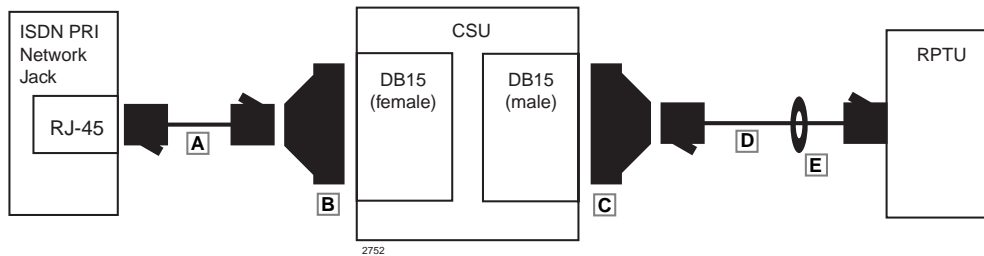 ISDN PRI
Network
Jack
RJ-45
A
B
CSU
DB15
(female)
DB15
(male)
C
D
E
RPTU
2752